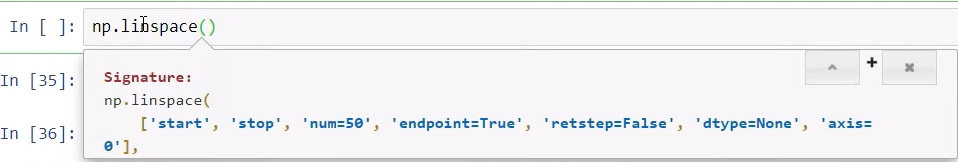 In [ ]: np.linspace()
Signature:
In [35]:
np.linspace(
['start', 'stop', 'num=50', 'endpoint=True', 'retstep=False', 'dtype=None', 'axis=
In [36]:
0'],